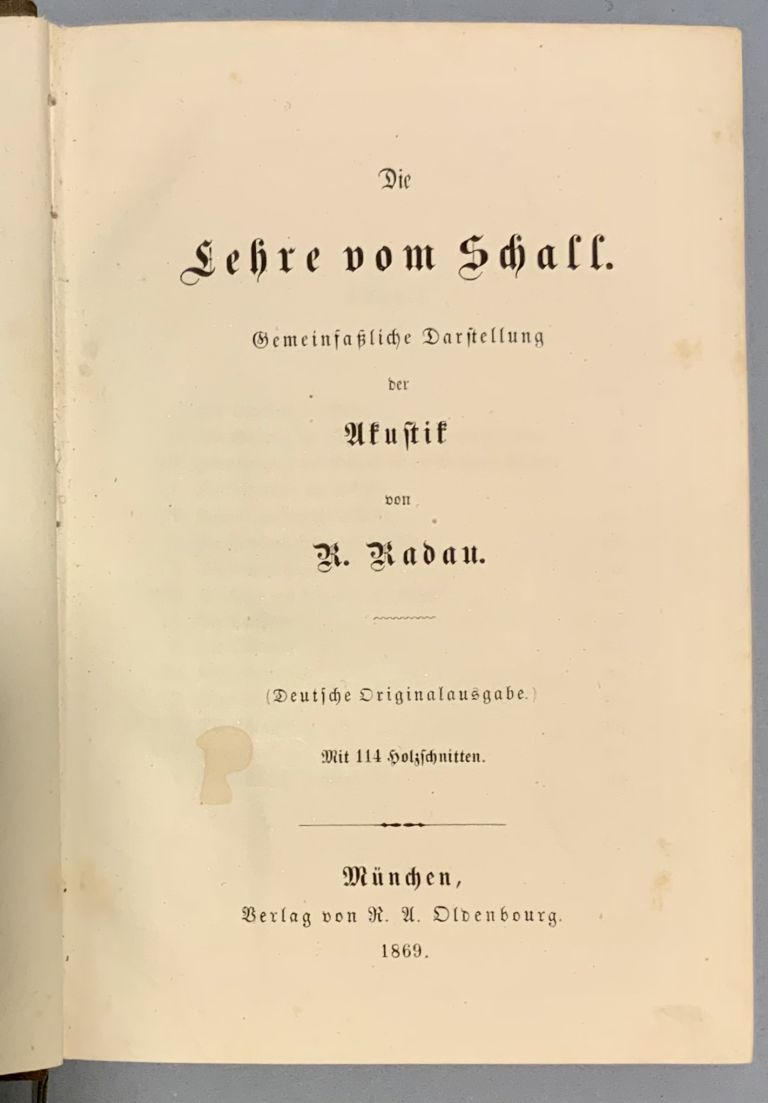 Die
Lehre vom Schall.
Gemeinfaßliche Darstellung
der
Akustik
von
R. Radau.
(Deutsche Originalausgabe.)
Mit 114 Holzschnitten.
München,
Verlag von R. A. Oldenbourg.
1869.